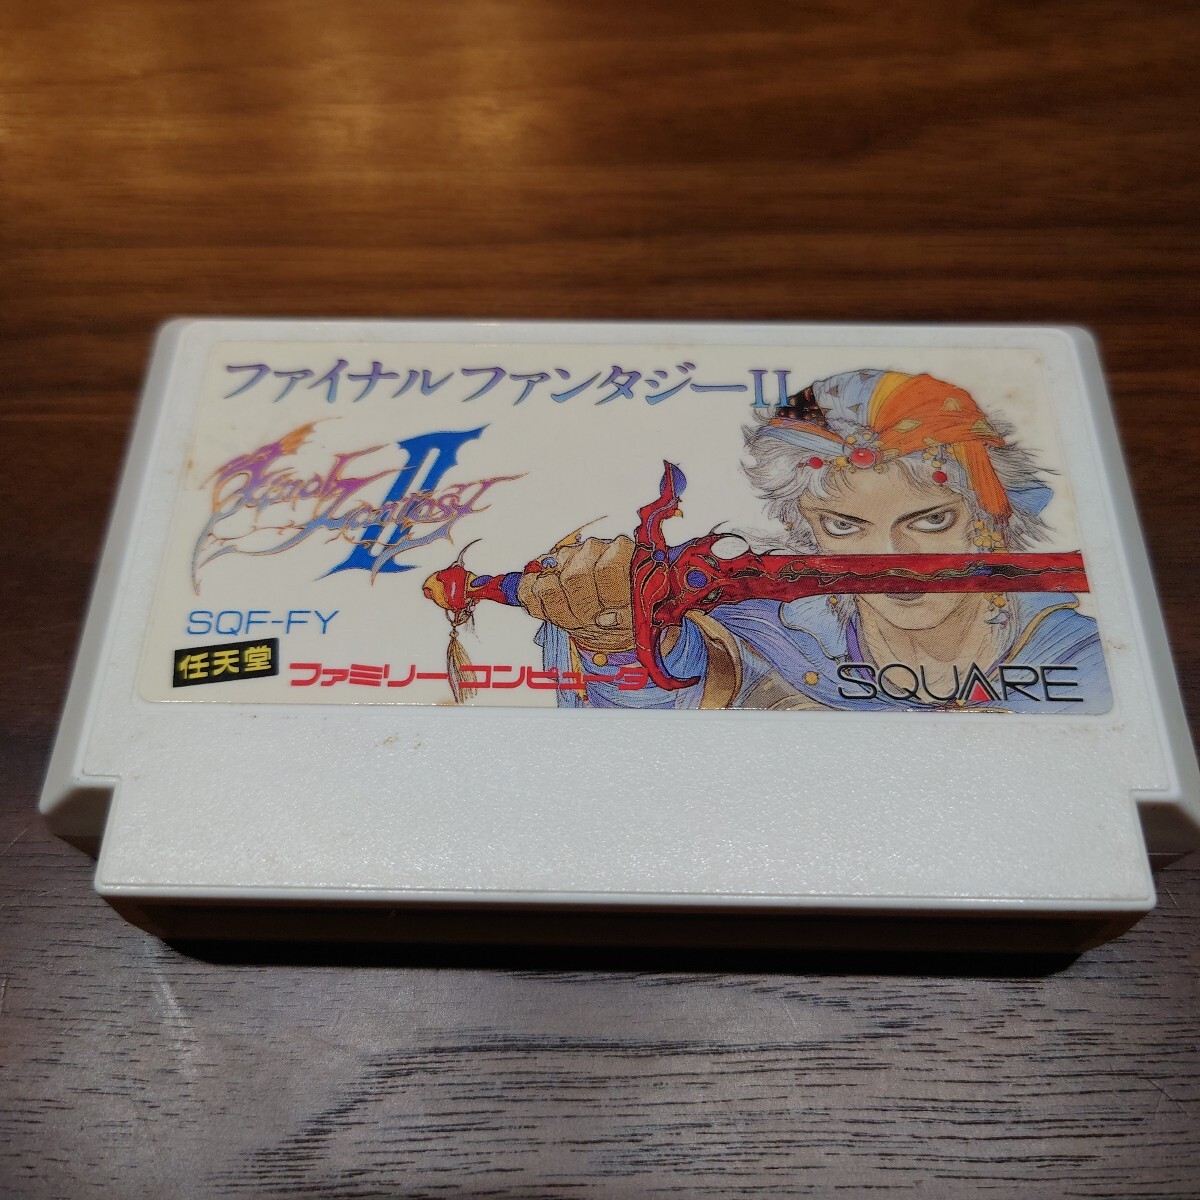 ファイナルファンタジーII
Final Fantasy II
SQF-FY
任天堂 ファミリーコンピュータ
SQUARE